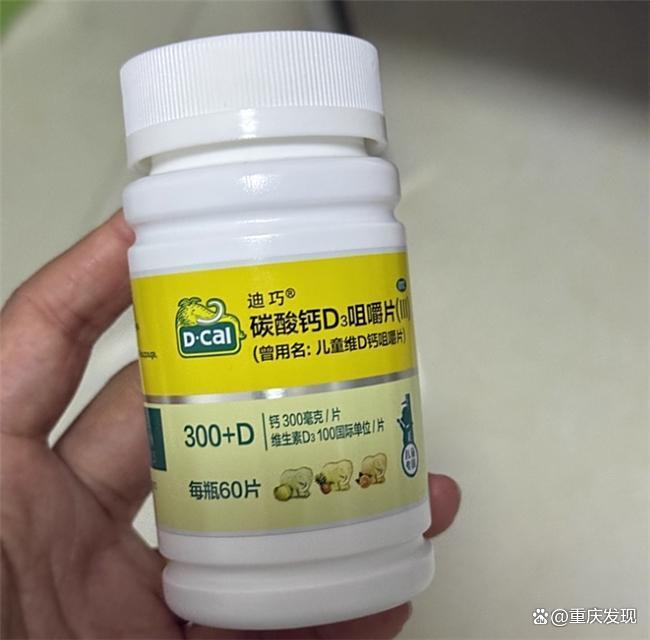 迪巧®
D·Cal
碳酸钙D₃咀嚼片(III)
(曾用名: 儿童维D钙咀嚼片)
300+D
钙 300毫克/片
维生素D₃ 100国际单位/片
每瓶60片
重庆发现